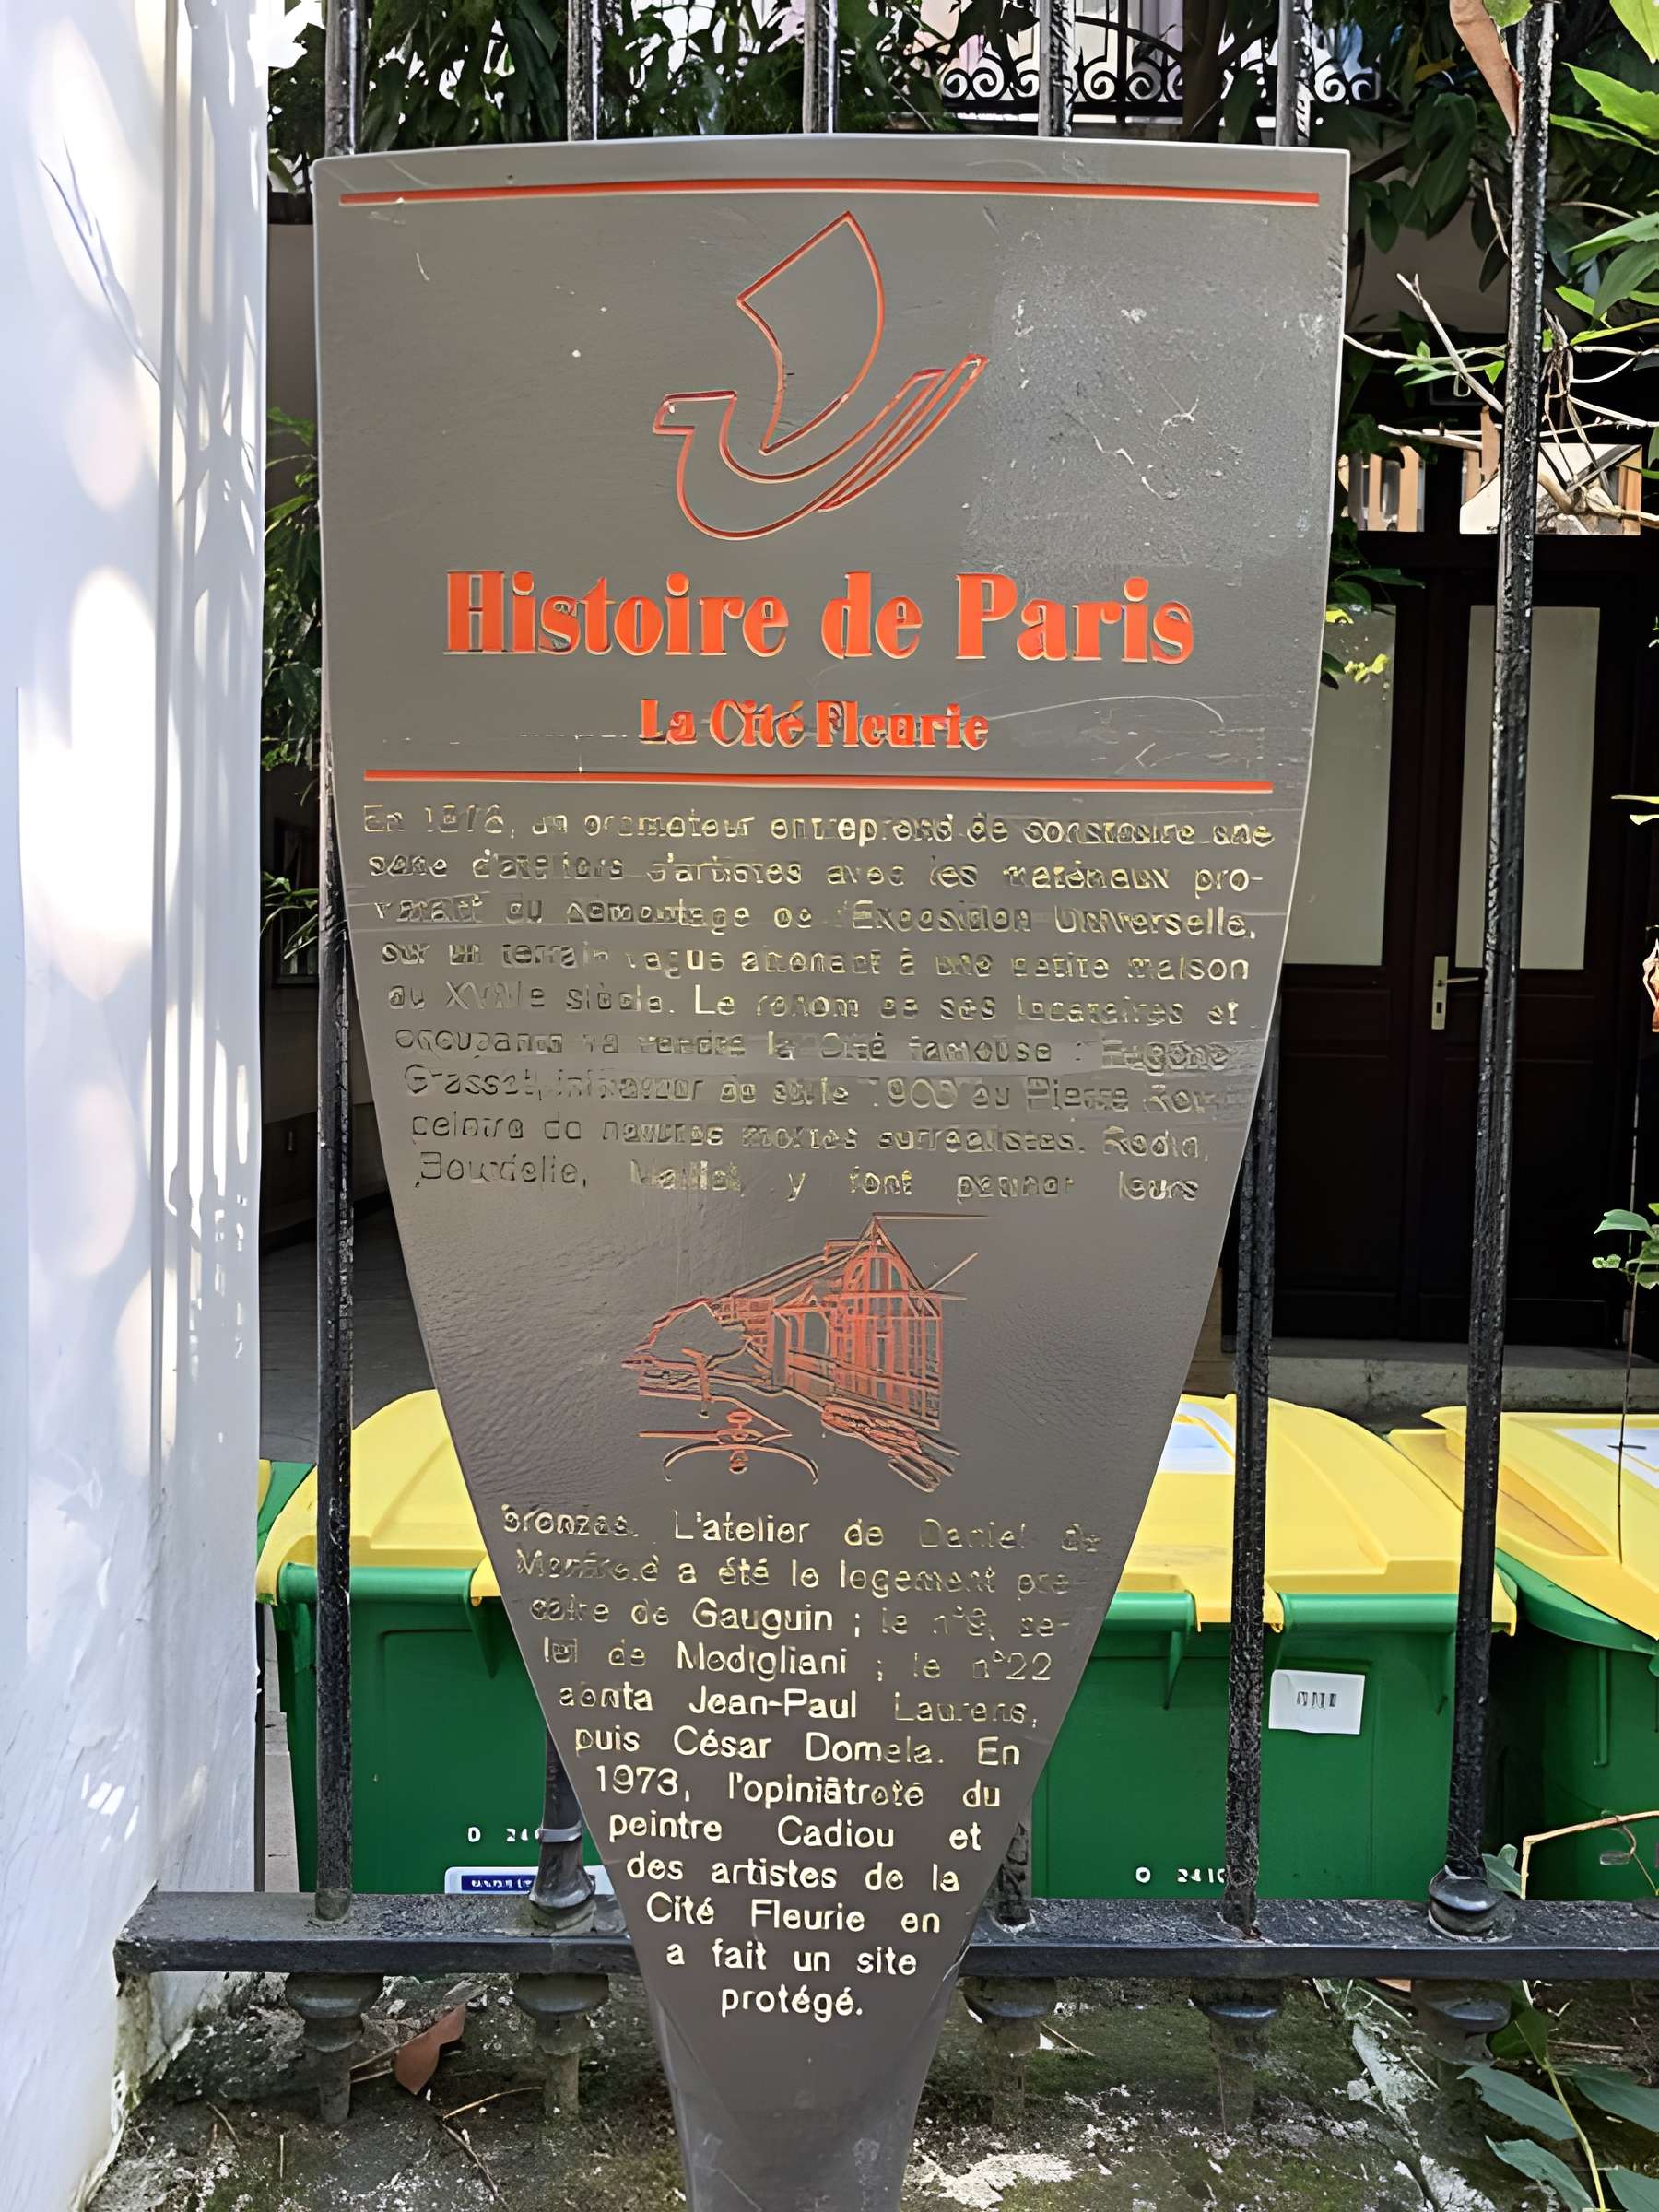 Histoire de Paris
La Cité Fleurie
En 1878, un promoteur entreprend de construire une
série d'ateliers d'artistes avec les matériaux pro-
venant du démontage de l'Exposition Universelle,
sur un terrain vague attenant à une petite maison
du XVIIIe siècle. Le renom de ses locataires et
occupants va rendre la Cité fameuse : Eugène
Grasset, initiateur du style 1900 ou Pierre Roy,
peintre de natures mortes surréalistes. Rodin,
Bourdelle, Maillol, y font patiner leurs
bronzes. L'atelier de Daniel de
Monfreid a été le logement pré-
caire de Gauguin ; le n°9, ce-
lui de Modigliani ; le n°22
abrita Jean-Paul Laurens,
puis César Domela. En
1973, l'opiniâtreté du
peintre Cadiou et
des artistes de la
Cité Fleurie en
a fait un site
protégé.